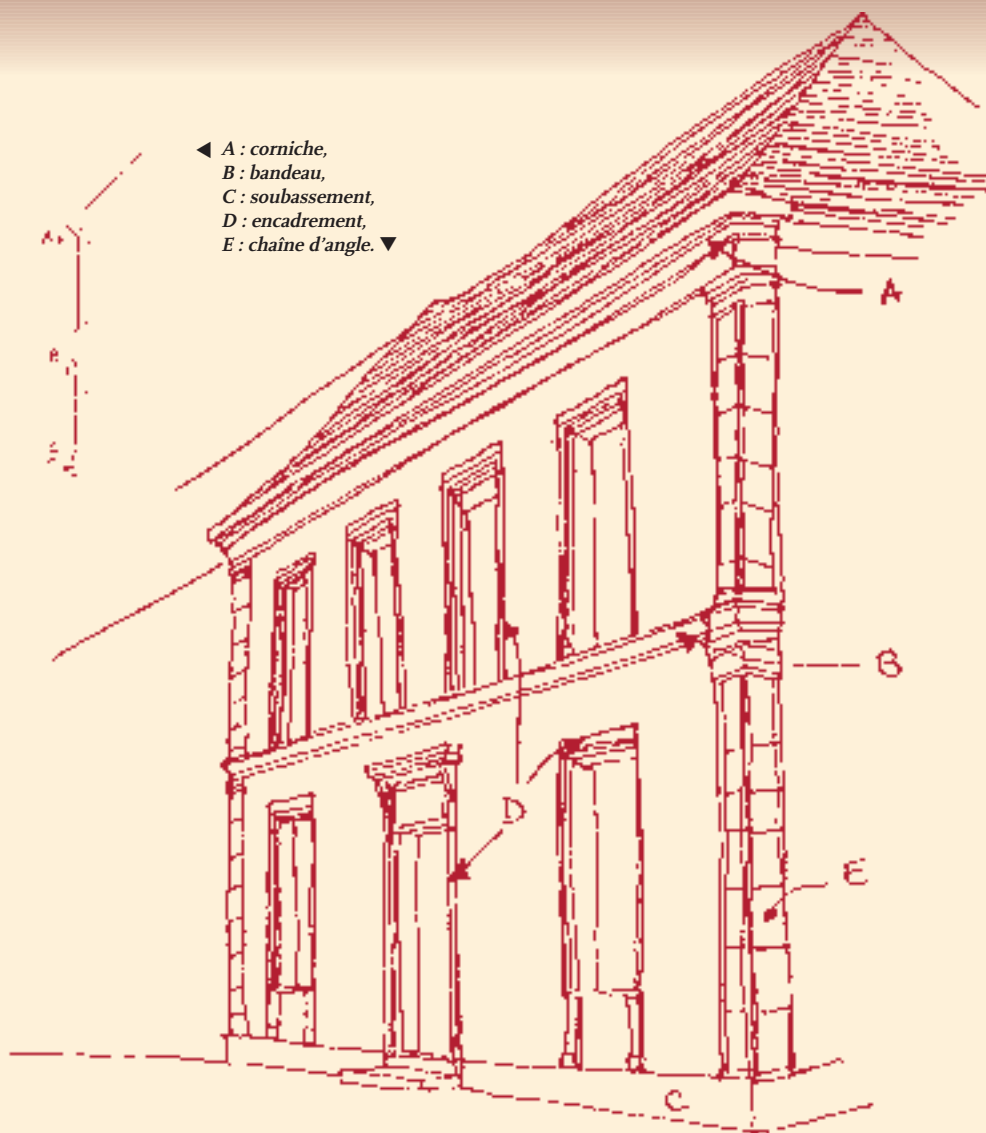 ◄ A : corniche,
B : bandeau,
C : soubassement,
D : encadrement,
E : chaîne d'angle. ▼
A
A
B
B
D
E
C